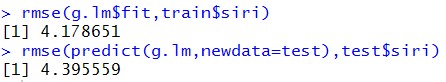 > rmse(g.lm$fit,train$siri)
[1] 4.178651
> rmse(predict(g.lm,newdata=test),test$siri)
[1] 4.395559